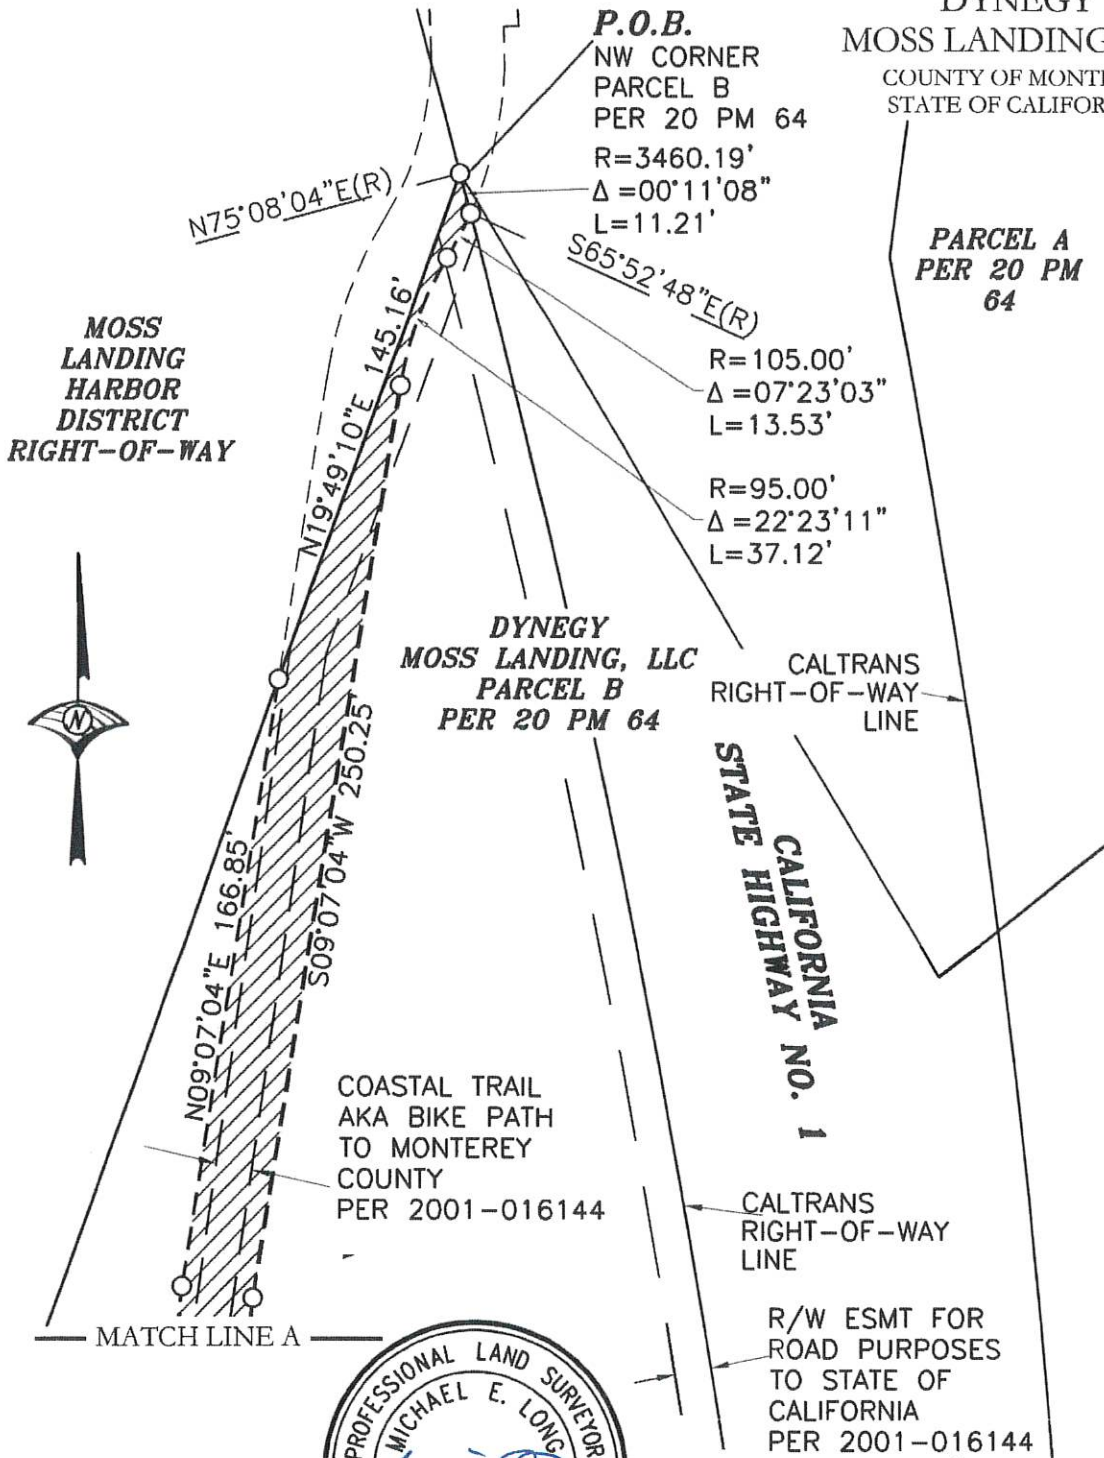 DYNEGY
MOSS LANDING
COUNTY OF MONT
STATE OF CALIFOR
P.O.B.
NW CORNER
PARCEL B
PER 20 PM 64
R=3460.19'
Δ =00°11'08"
L=11.21'
N75°08'04"E(R)
S65°52'48"E(R)
PARCEL A
PER 20 PM
64
MOSS
LANDING
HARBOR
DISTRICT
RIGHT-OF-WAY
R=105.00'
Δ =07°23'03"
L=13.53'
N19°49'10"E 145.16'
R=95.00'
Δ =22°23'11"
L=37.12'
N
DYNEGY
MOSS LANDING, LLC
PARCEL B
PER 20 PM 64
CALTRANS
RIGHT-OF-WAY
LINE
CALIFORNIA
STATE HIGHWAY NO. 1
S09°07'04"W 250.25'
N09°07'04"E 166.85'
COASTAL TRAIL
AKA BIKE PATH
TO MONTEREY
COUNTY
PER 2001-016144
CALTRANS
RIGHT-OF-WAY
LINE
MATCH LINE A
R/W ESMT FOR
ROAD PURPOSES
TO STATE OF
CALIFORNIA
PER 2001-016144
PROFESSIONAL LAND SURVEYOR
MICHAEL E. LONG